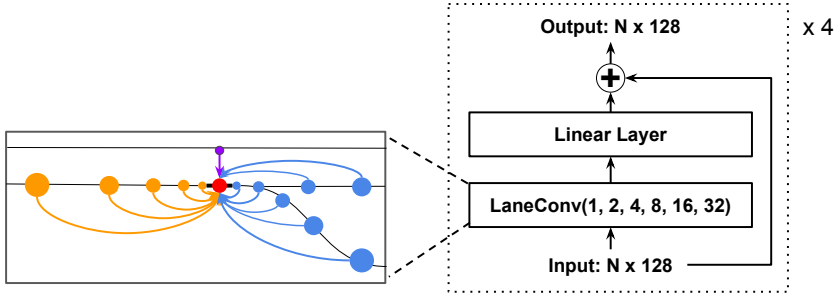 Output: N x 128
x 4
+
Linear Layer
LaneConv(1, 2, 4, 8, 16, 32)
Input: N x 128